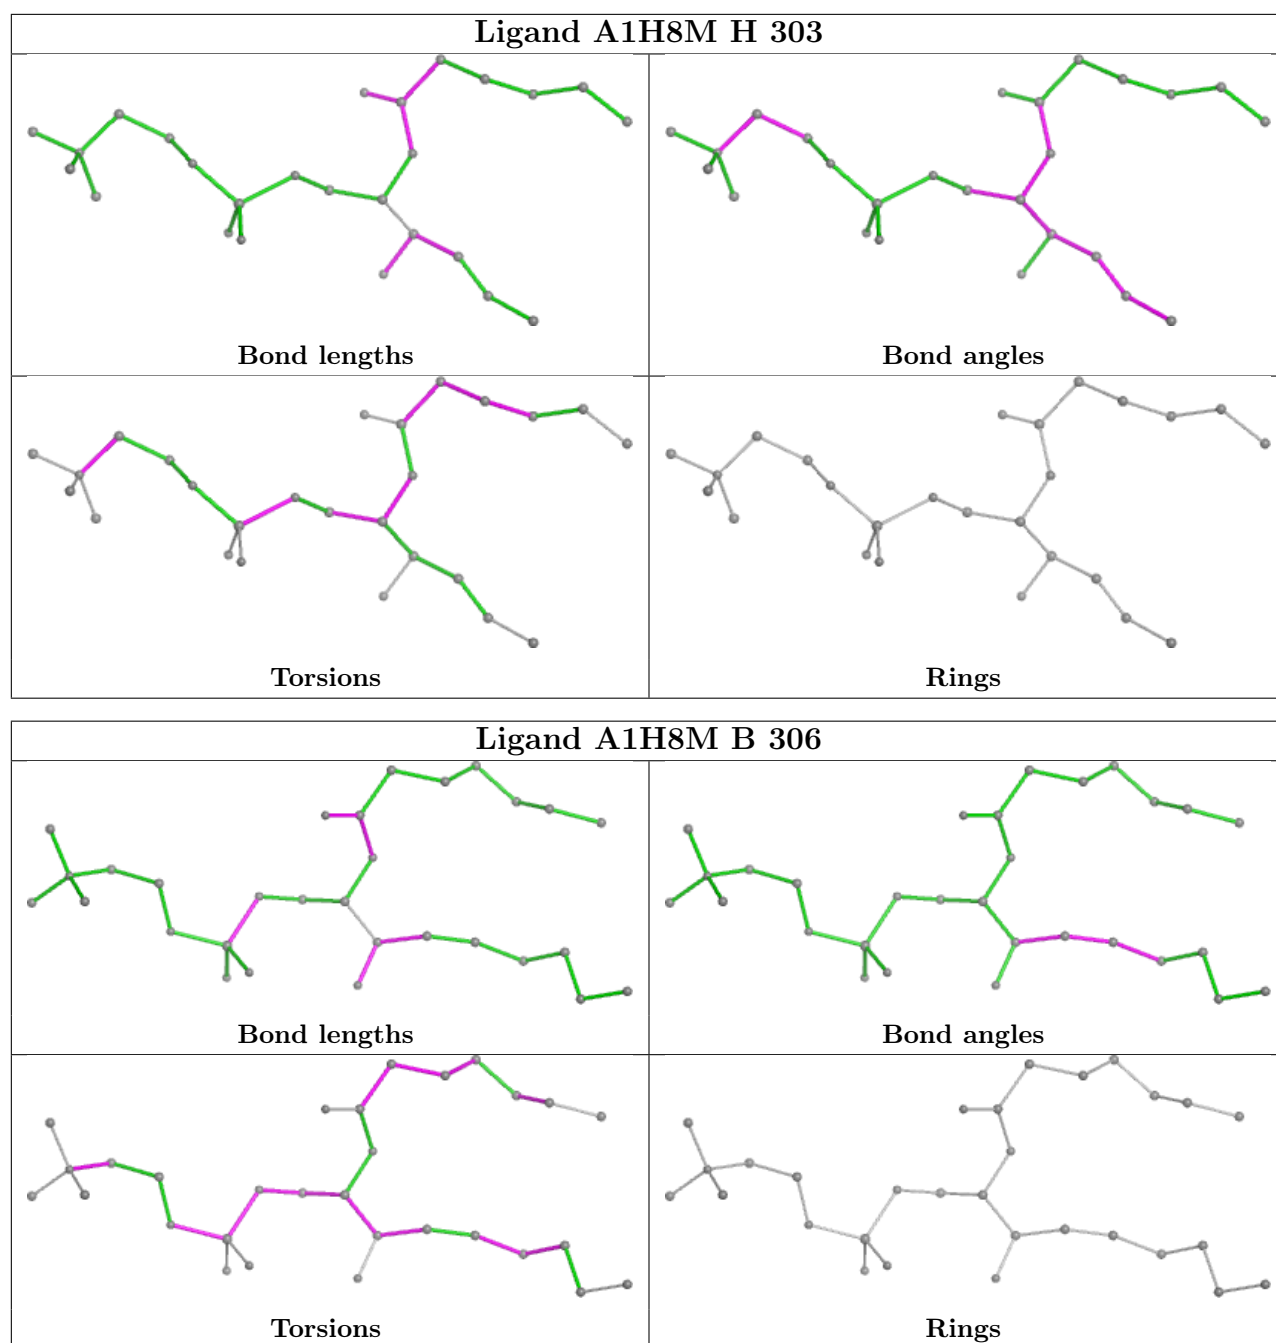 Ligand A1H8M H 303
Bond lengths
Bond angles
Torsions
Rings
Ligand A1H8M B 306
Bond lengths
Bond angles
Torsions
Rings